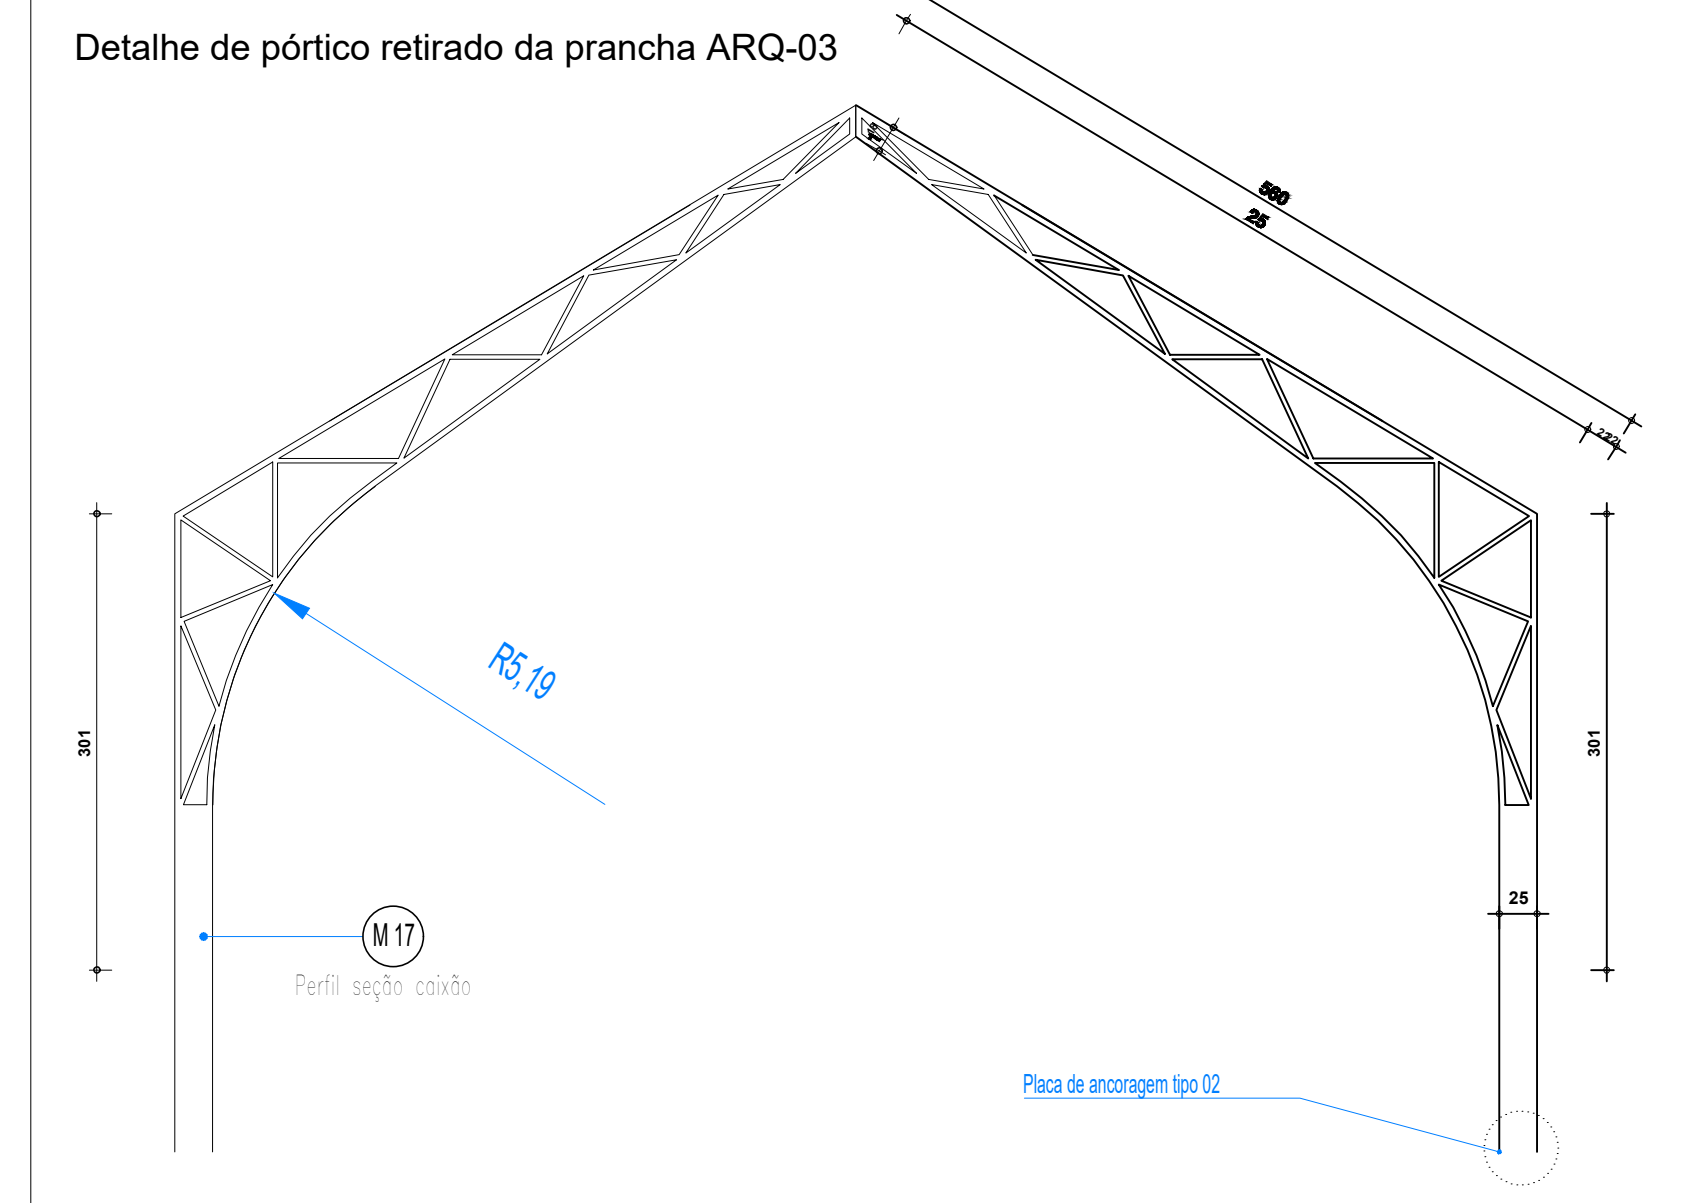 Detalhe de pórtico retirado da prancha ARQ-03
560
25
R5,19
301
301
25
M 17
Perfil seção caixão
Placa de ancoragem tipo 02